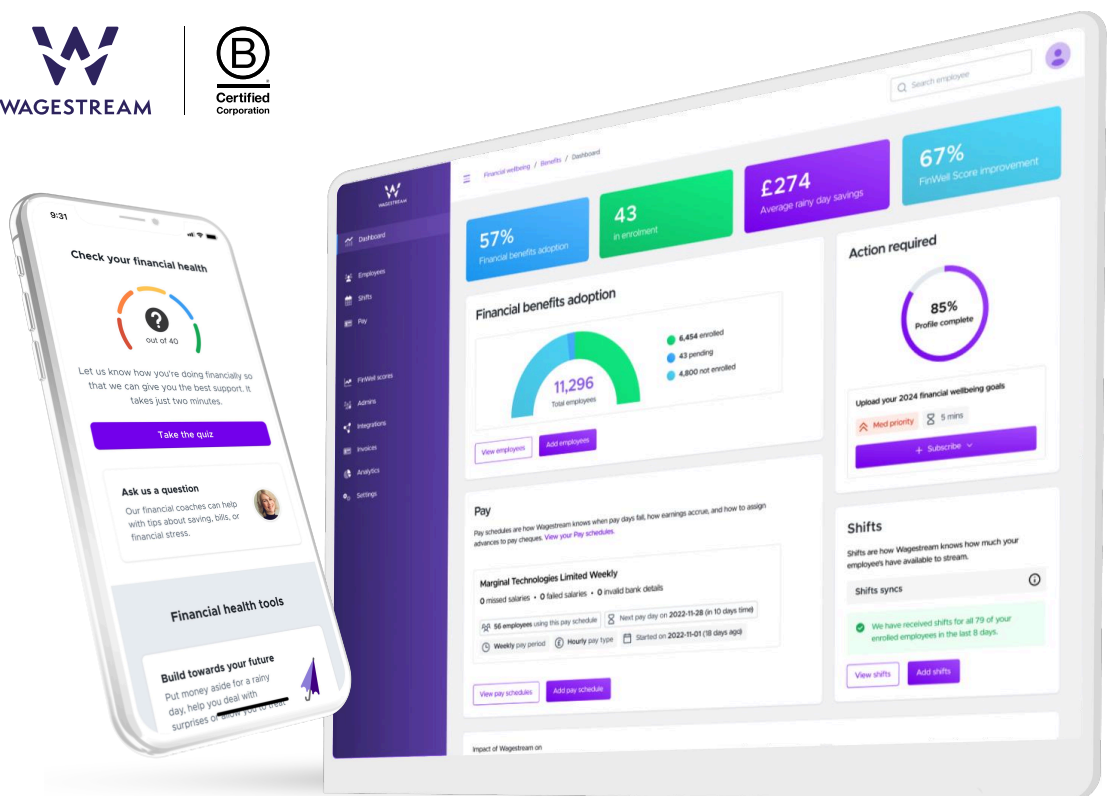 WAGESTREAM
B
Certified
Corporation
9:31
Check your financial health
?
out of 40
Let us know how you're doing financially so
that we can give you the best support. It
takes just two minutes.
Take the quiz
Ask us a question
Our financial coaches can help
with tips about saving, bills, or
financial stress.
Financial health tools
Build towards your future
Put money aside for a rainy
day, help you deal with
surprises or allow you to treat
WAGESTREAM
Dashboard
Employees
Shifts
Pay
FinWell scores
Admins
Integrations
Invoices
Analytics
Settings
Financial wellbeing / Benefits / Dashboard
Search employee
57%
Financial benefits adoption
43
in enrolment
£274
Average rainy day savings
67%
FinWell Score improvement
Financial benefits adoption
11,296
Total employees
6,454 enrolled
43 pending
4,800 not enrolled
View employees
Add employees
Action required
85%
Profile complete
Upload your 2024 financial wellbeing goals
Med priority
5 mins
+ Subscribe
Pay
Pay schedules are how Wagestream knows when pay days fall, how earnings accrue, and how to assign
advances to pay cheques. View your Pay schedules.
Marginal Technologies Limited Weekly
0 missed salaries • 0 failed salaries • 0 invalid bank details
56 employees using this pay schedule
Next pay day on 2022-11-28 (in 10 days time)
Weekly pay period
Hourly pay type
Started on 2022-11-01 (18 days ago)
View pay schedules
Add pay schedule
Shifts
Shifts are how Wagestream knows how much your
employee's have available to stream.
Shifts syncs
We have received shifts for all 79 of your
enrolled employees in the last 8 days.
View shifts
Add shifts
Impact of Wagestream on